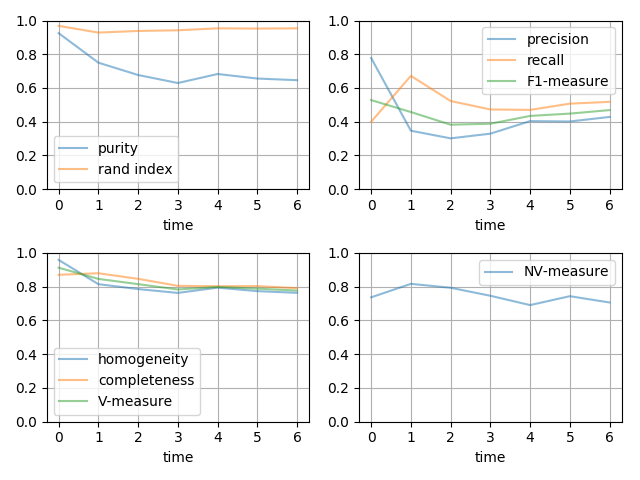 1.0
0.8
0.6
0.4
0.2
0.0
purity
rand index
0 1 2 3 4 5 6
time
1.0
0.8
0.6
0.4
0.2
0.0
precision
recall
F1-measure
0 1 2 3 4 5 6
time
1.0
0.8
0.6
0.4
0.2
0.0
homogeneity
completeness
V-measure
0 1 2 3 4 5 6
time
1.0
0.8
0.6
0.4
0.2
0.0
NV-measure
0 1 2 3 4 5 6
time